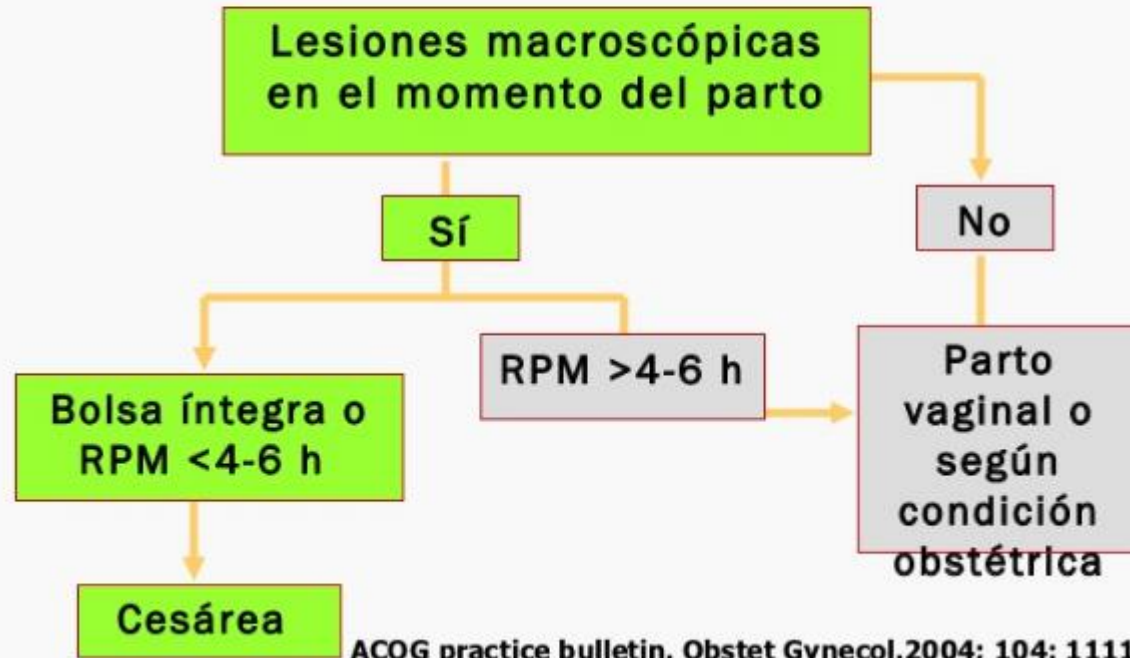 Lesiones macroscópicas
en el momento del parto
Sí
No
Bolsa íntegra o
RPM <4-6 h
RPM >4-6 h
Parto
vaginal o
según
condición
obstétrica
Cesárea
ACOG practice bulletin. Obstet Gynecol.2004; 104: 1111